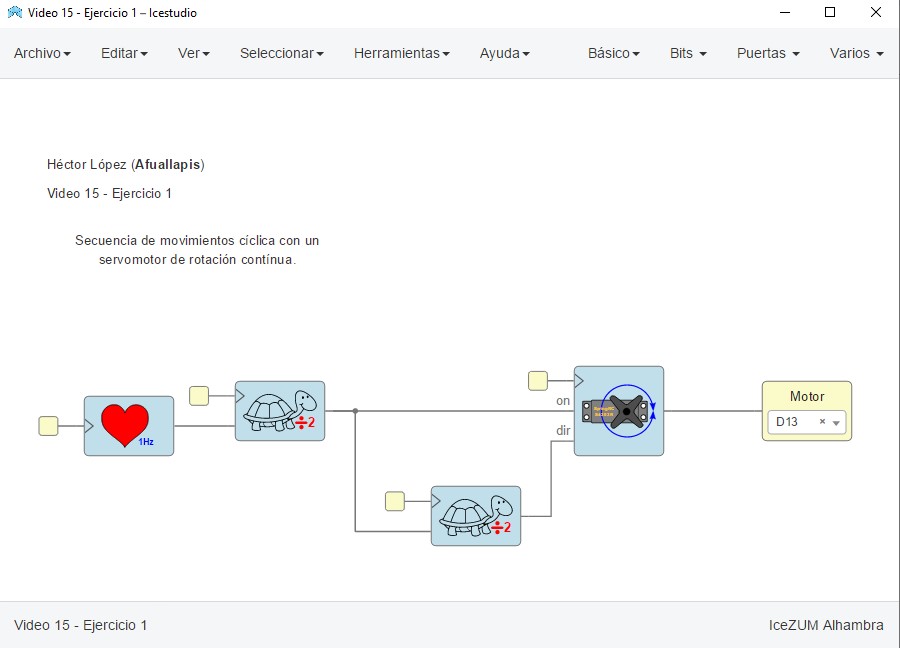 Video 15 - Ejercicio 1 – Icestudio
Archivo Editar Ver Seleccionar Herramientas Ayuda Básico Bits Puertas Varios
Héctor López (Afuallapis)
Video 15 - Ejercicio 1
Secuencia de movimientos cíclica con un
servomotor de rotación contínua.
1Hz
÷2
on
dir
÷2
Motor
D13 ×
Video 15 - Ejercicio 1
IceZUM Alhambra